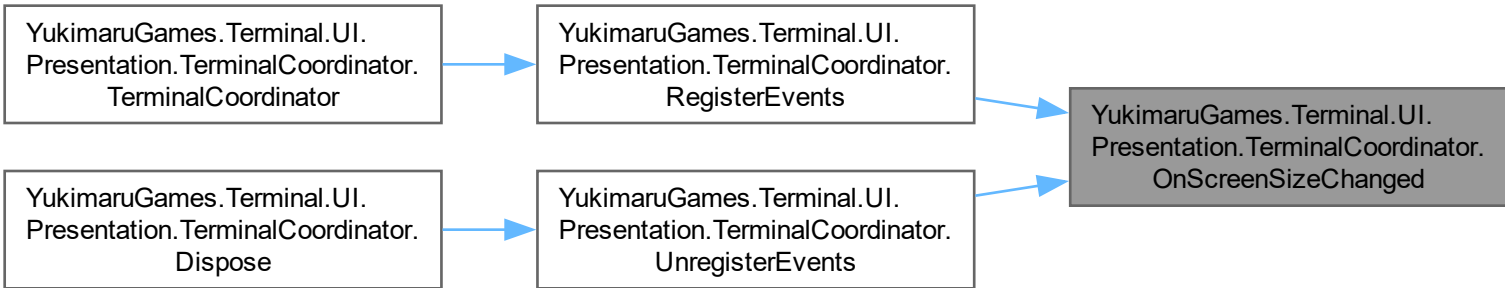 YukimaruGames.Terminal.UI.
Presentation.TerminalCoordinator.
TerminalCoordinator
YukimaruGames.Terminal.UI.
Presentation.TerminalCoordinator.
RegisterEvents
YukimaruGames.Terminal.UI.
Presentation.TerminalCoordinator.
OnScreenSizeChanged
YukimaruGames.Terminal.UI.
Presentation.TerminalCoordinator.
Dispose
YukimaruGames.Terminal.UI.
Presentation.TerminalCoordinator.
UnregisterEvents